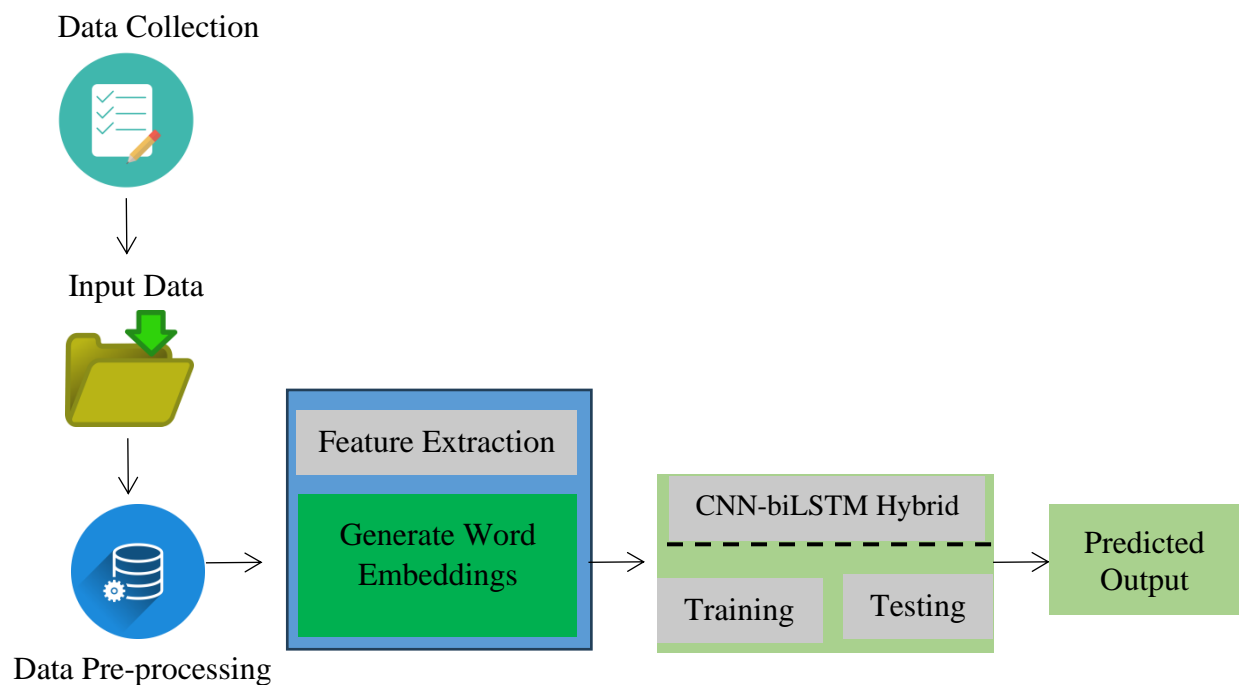 Data Collection
Input Data
Data Pre-processing
Feature Extraction
Generate Word
Embeddings
CNN-biLSTM Hybrid
Training
Testing
Predicted
Output